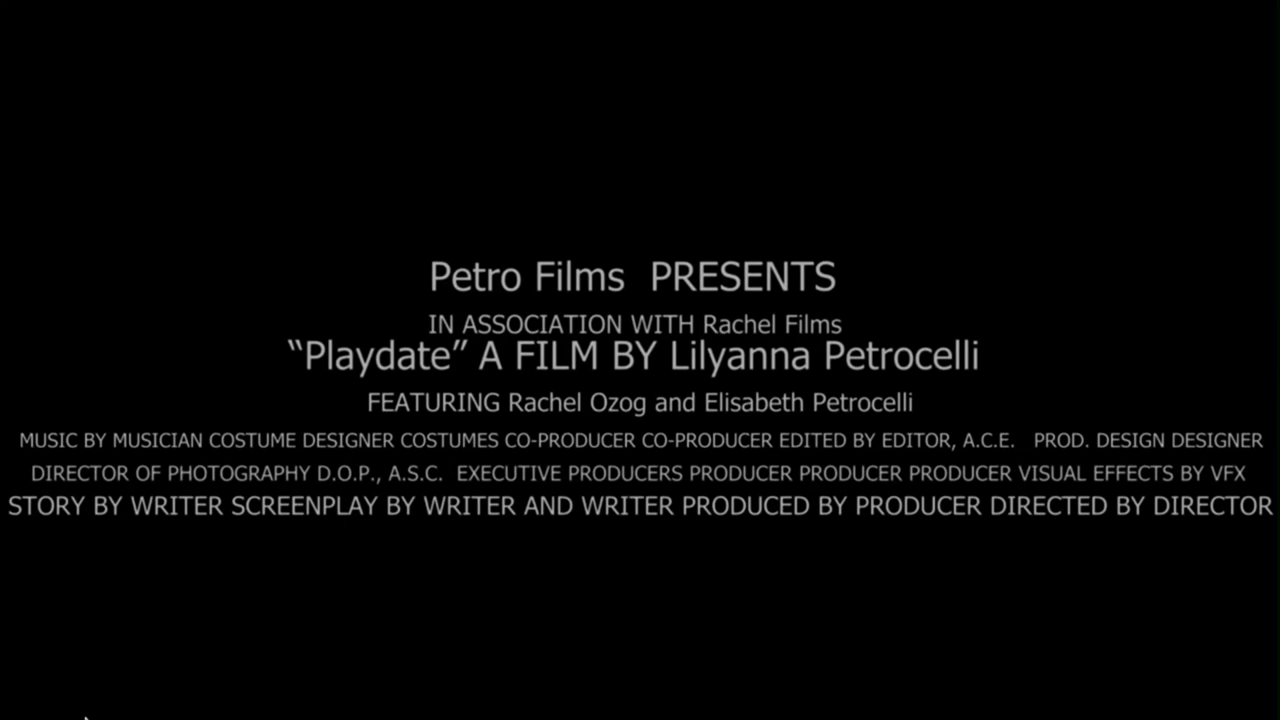 Petro Films PRESENTS
IN ASSOCIATION WITH Rachel Films
“Playdate” A FILM BY Lilyanna Petrocelli
FEATURING Rachel Ozog and Elisabeth Petrocelli
MUSIC BY MUSICIAN COSTUME DESIGNER COSTUMES CO-PRODUCER CO-PRODUCER EDITED BY EDITOR, A.C.E. PROD. DESIGN DESIGNER
DIRECTOR OF PHOTOGRAPHY D.O.P., A.S.C. EXECUTIVE PRODUCERS PRODUCER PRODUCER PRODUCER VISUAL EFFECTS BY VFX
STORY BY WRITER SCREENPLAY BY WRITER AND WRITER PRODUCED BY PRODUCER DIRECTED BY DIRECTOR